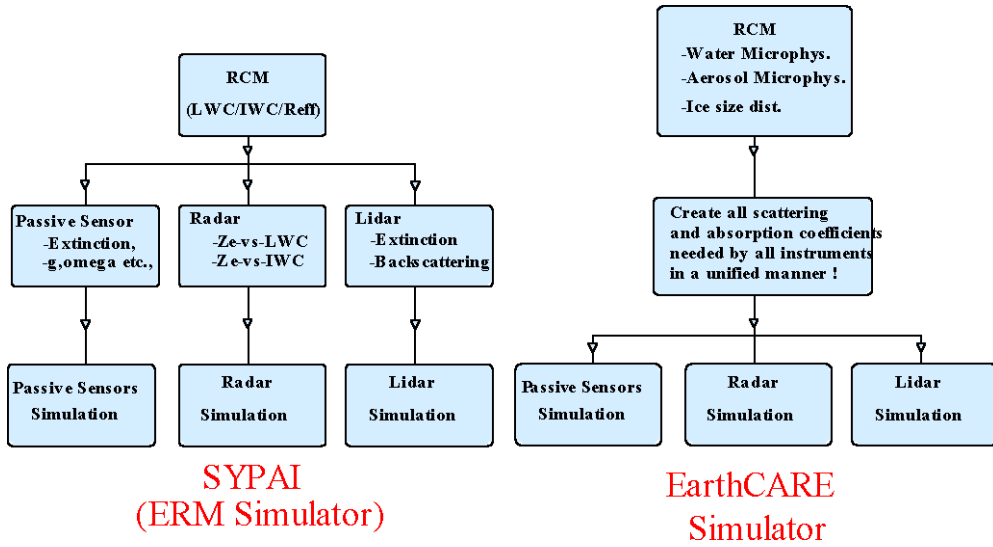 RCM
(LWC/IWC/Reff)
Passive Sensor
-Extinction,
-g,omega etc.,
Radar
-Ze-vs-LWC
-Ze-vs-IWC
Lidar
-Extinction
-Backscattering
Passive Sensors
Simulation
Radar
Simulation
Lidar
Simulation
SYPAI
(ERM Simulator)
RCM
-Water Microphys.
-Aerosol Microphys.
-Ice size dist.
Create all scattering
and absorption coefficients
needed by all instruments
in a unified manner !
Passive Sensors
Simulation
Radar
Simulation
Lidar
Simulation
EarthCARE
Simulator